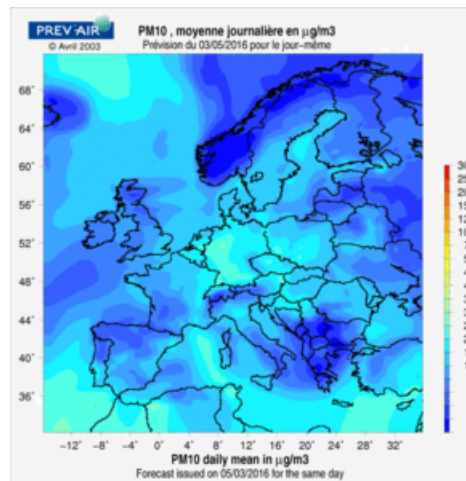 PREV'AIR
© Avril 2003
PM10 , moyenne journalière en µg/m3
Prévision du 03/05/2016 pour le jour-même
68°
64°
60°
56°
52°
48°
44°
40°
36°
−12° −8° −4° 0° 4° 8° 12° 16° 20° 24° 28° 32°
PM10 daily mean in µg/m3
Forecast issued on 05/03/2016 for the same day